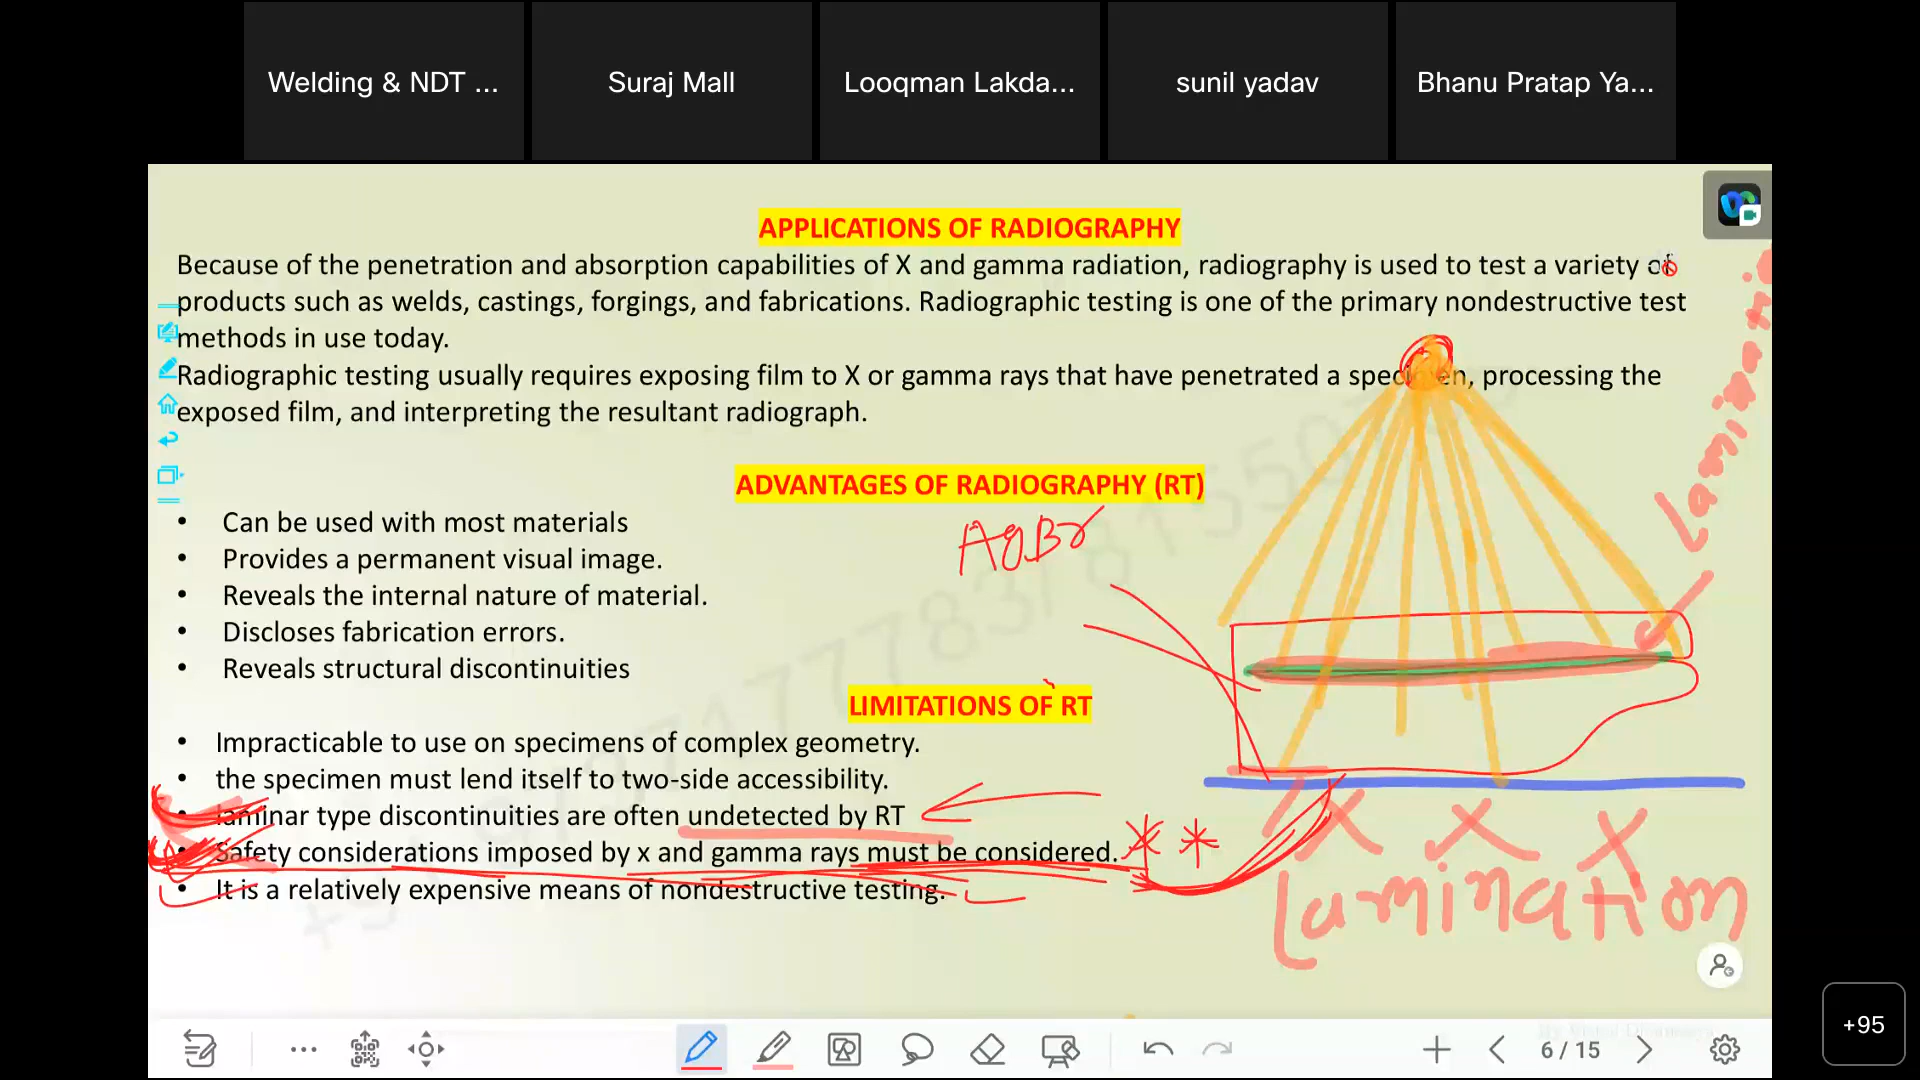 Welding & NDT ...
Suraj Mall
Looqman Lakda...
sunil yadav
Bhanu Pratap Ya...
APPLICATIONS OF RADIOGRAPHY
Because of the penetration and absorption capabilities of X and gamma radiation, radiography is used to test a variety of
products such as welds, castings, forgings, and fabrications. Radiographic testing is one of the primary nondestructive test
methods in use today.
Radiographic testing usually requires exposing film to X or gamma rays that have penetrated a specimen, processing the
exposed film, and interpreting the resultant radiograph.
ADVANTAGES OF RADIOGRAPHY (RT)
• Can be used with most materials
AgBr
• Provides a permanent visual image.
• Reveals the internal nature of material.
• Discloses fabrication errors.
• Reveals structural discontinuities
LIMITATIONS OF RT
• Impracticable to use on specimens of complex geometry.
• the specimen must lend itself to two-side accessibility.
• laminar type discontinuities are often undetected by RT
• Safety considerations imposed by x and gamma rays must be considered.
• It is a relatively expensive means of nondestructive testing.
Lamination
6 / 15
+95